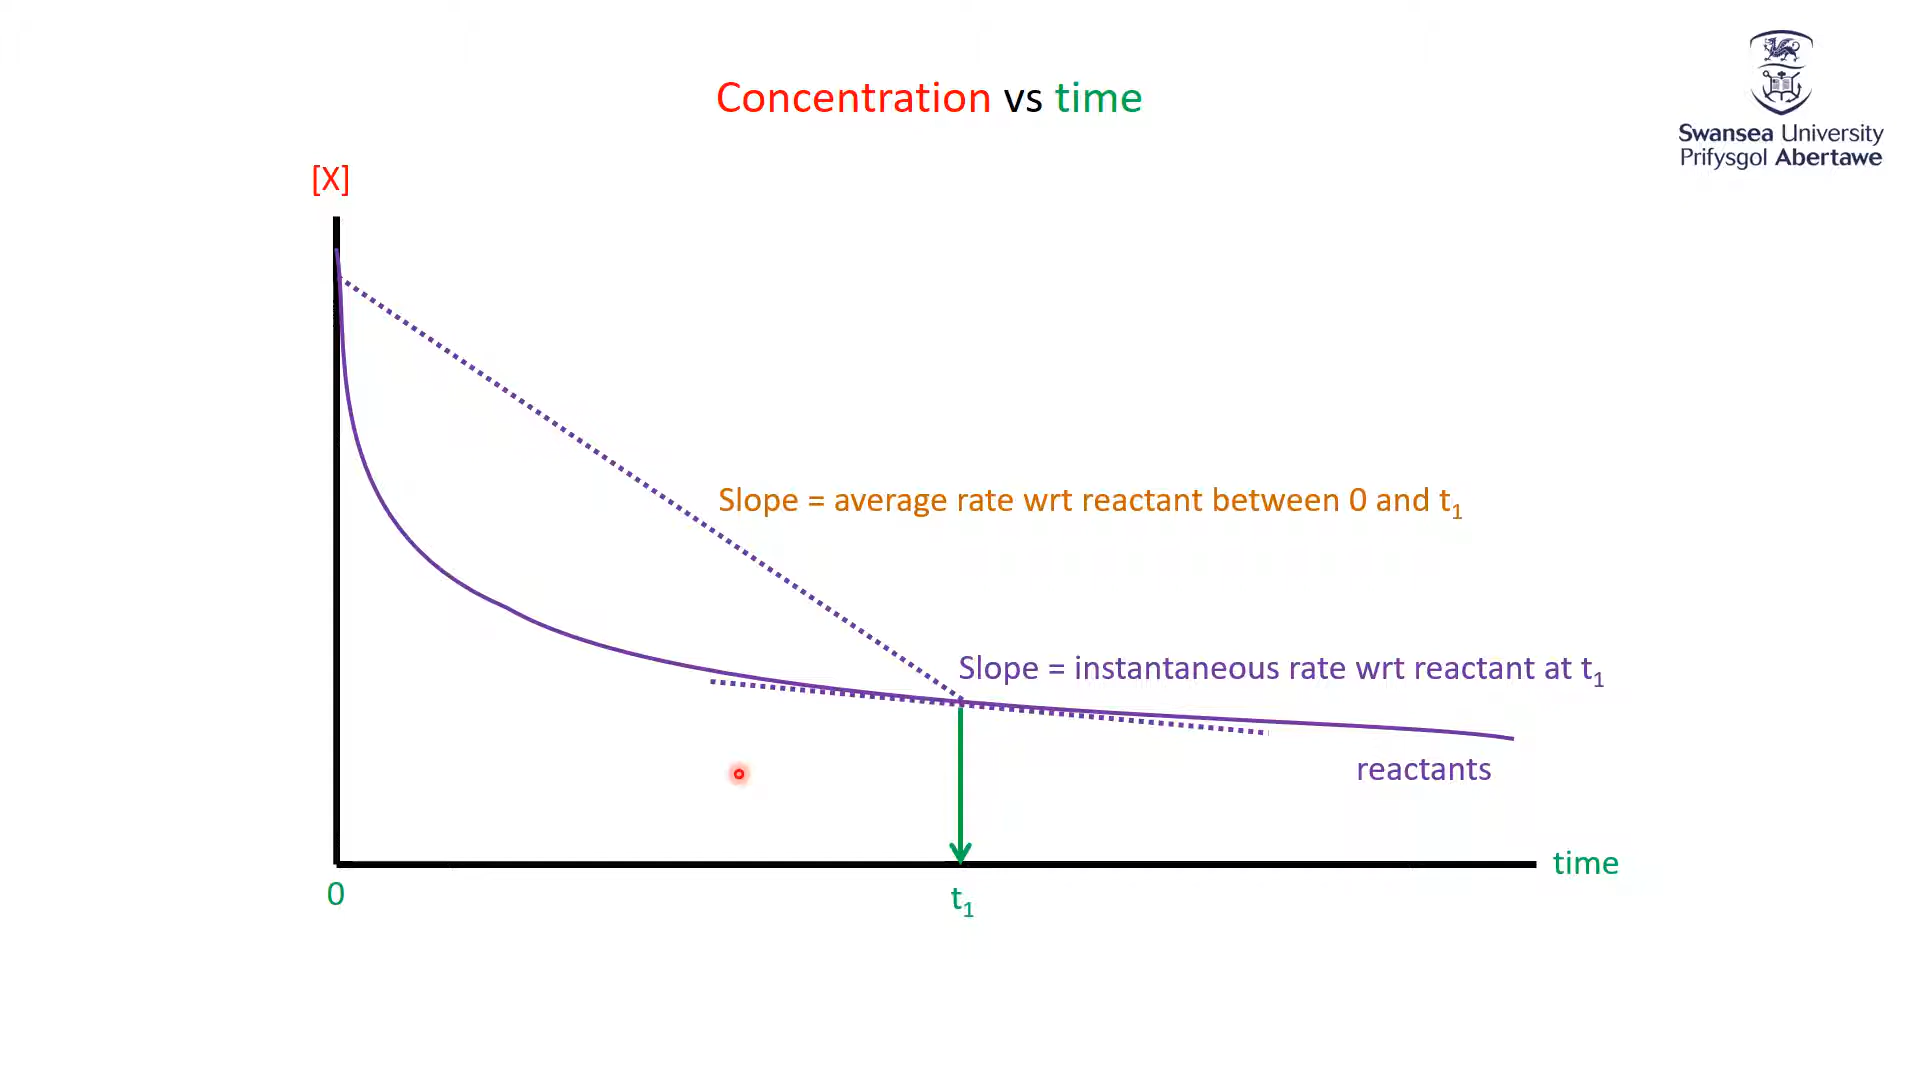 Concentration vs time
Swansea University
Prifysgol Abertawe
[X]
Slope = average rate wrt reactant between 0 and t₁
Slope = instantaneous rate wrt reactant at t₁
reactants
time
0
t₁